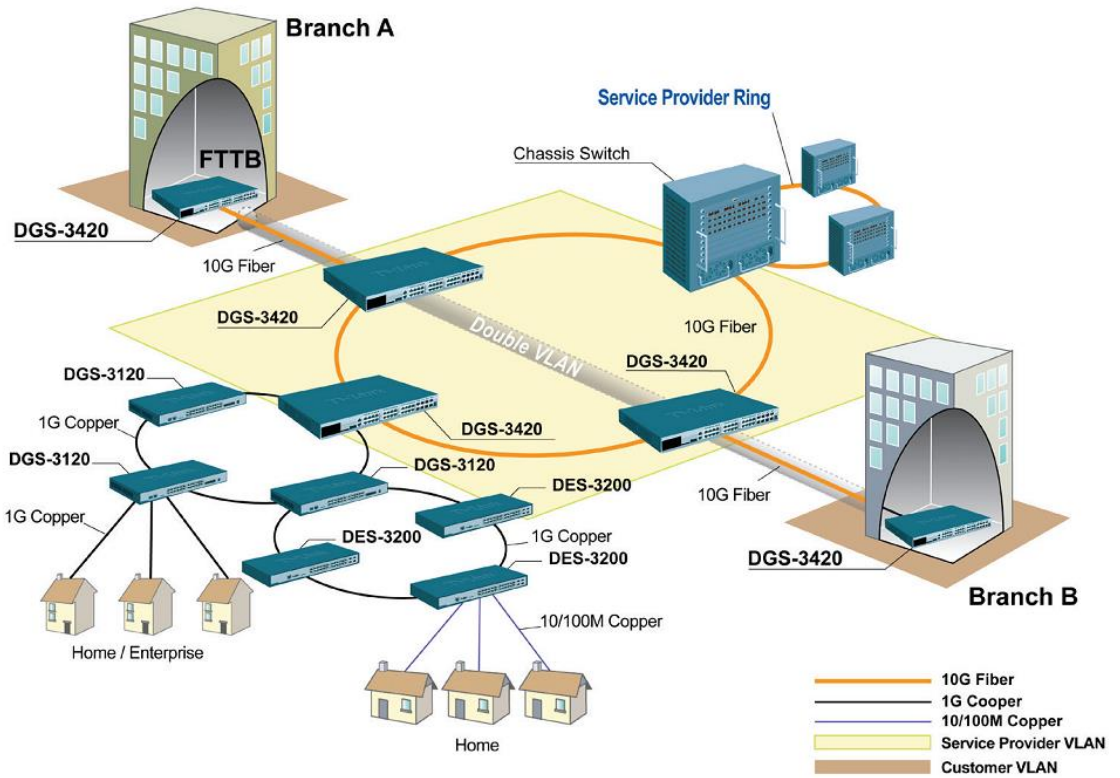 Branch A
Service Provider Ring
Chassis Switch
FTTB
DGS-3420
10G Fiber
DGS-3420
Double VLAN
10G Fiber
DGS-3420
DGS-3120
1G Copper
DGS-3420
DGS-3120
DGS-3120
10G Fiber
DES-3200
1G Copper
1G Copper
DES-3200
DES-3200
DGS-3420
Branch B
10/100M Copper
Home / Enterprise
Home
10G Fiber
1G Cooper
10/100M Copper
Service Provider VLAN
Customer VLAN